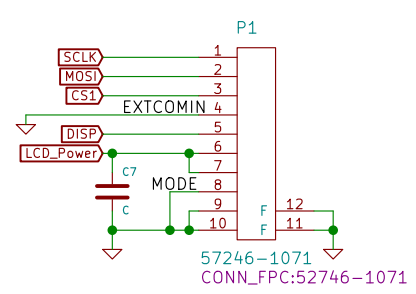 P1
SCLK 1
MOSI 2
CS1 3
EXTCOMIN 4
DISP 5
LCD_Power 6
7
C7
MODE 8
C
9 F 12
10 F 11
57246-1071
CONN_FPC:52746-1071